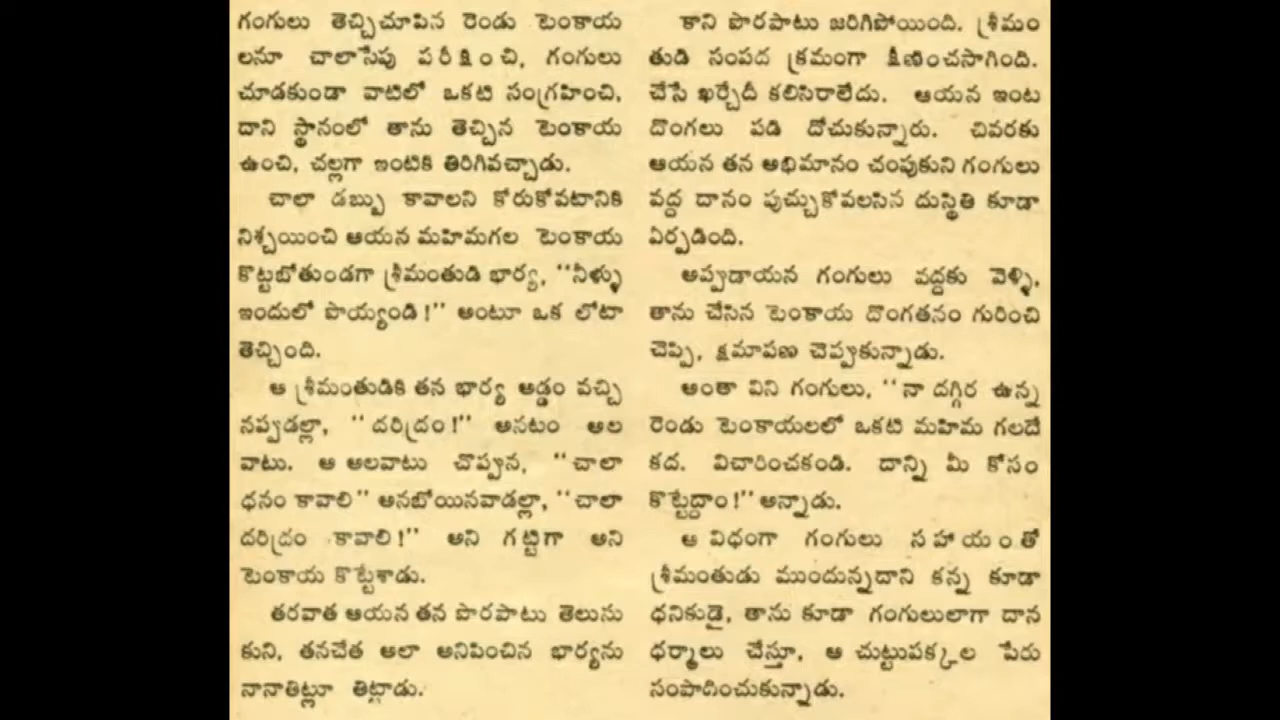 గంగులు తెచ్చిచూపిన రెండు టెంకాయ
లనూ చాలాసేపు పరీక్షించి, గంగులు
చూడకుండా వాటిలో ఒకటి సంగ్రహించి,
దాని స్థానంలో తాను తెచ్చిన టెంకాయ
ఉంచి, చల్లగా ఇంటికి తిరిగివచ్చాడు.
చాలా డబ్బు కావాలని కోరుకోవటానికి
నిశ్చయించి ఆయన మహిమగల టెంకాయ
కొట్టబోతుండగా శ్రీమంతుడి భార్య, "నీళ్ళు
ఇందులో పొయ్యండి!" అంటూ ఒక లోటా
తెచ్చింది.
ఆ శ్రీమంతుడికి తన భార్య అడ్డం వచ్చి
నప్పుడల్లా, "దరిద్రం!" అనటం అల
వాటు. ఆ అలవాటు చొప్పున, "చాలా
ధనం కావాలి" అనబోయినవాడల్లా, "చాలా
దరిద్రం కావాలి!" అని గట్టిగా అని
టెంకాయ కొట్టేశాడు.
తరవాత ఆయన తన పొరపాటు తెలుసు
కుని, తనచేత అలా అనిపించిన భార్యను
నానాతిట్లూ తిట్టాడు.
కాని పొరపాటు జరిగిపోయింది. శ్రీమం
తుడి సంపద క్రమంగా క్షీణించసాగింది.
చేసే ఖర్చేదీ కలిసిరాలేదు. ఆయన ఇంట
దొంగలు పడి దోచుకున్నారు. చివరకు
ఆయన తన అభిమానం చంపుకుని గంగులు
వద్ద దానం పుచ్చుకోవలసిన దుస్థితి కూడా
ఏర్పడింది.
అప్పుడాయన గంగులు వద్దకు వెళ్ళి,
తాను చేసిన టెంకాయ దొంగతనం గురించి
చెప్పి, క్షమాపణ చెప్పుకున్నాడు.
అంతా విని గంగులు, "నా దగ్గిర ఉన్న
రెండు టెంకాయలలో ఒకటి మహిమ గలదే
కద. విచారించకండి. దాన్ని మీ కోసం
కొట్టేద్దాం!" అన్నాడు.
ఆ విధంగా గంగులు సహాయంతో
శ్రీమంతుడు ముందున్నదాని కన్న కూడా
ధనికుడై, తాను కూడా గంగులులాగా దాన
ధర్మాలు చేస్తూ, ఆ చుట్టుపక్కల పేరు
సంపాదించుకున్నాడు.